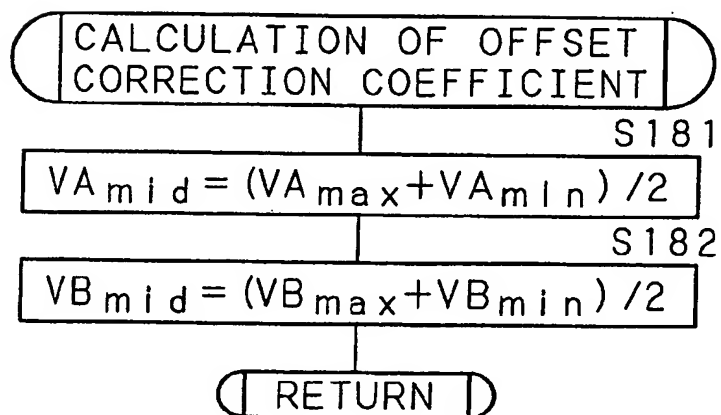 CALCULATION OF OFFSET
CORRECTION COEFFICIENT
S181
VAmid=(VAmax+VAmin)/2
S182
VBmid=(VBmax+VBmin)/2
RETURN